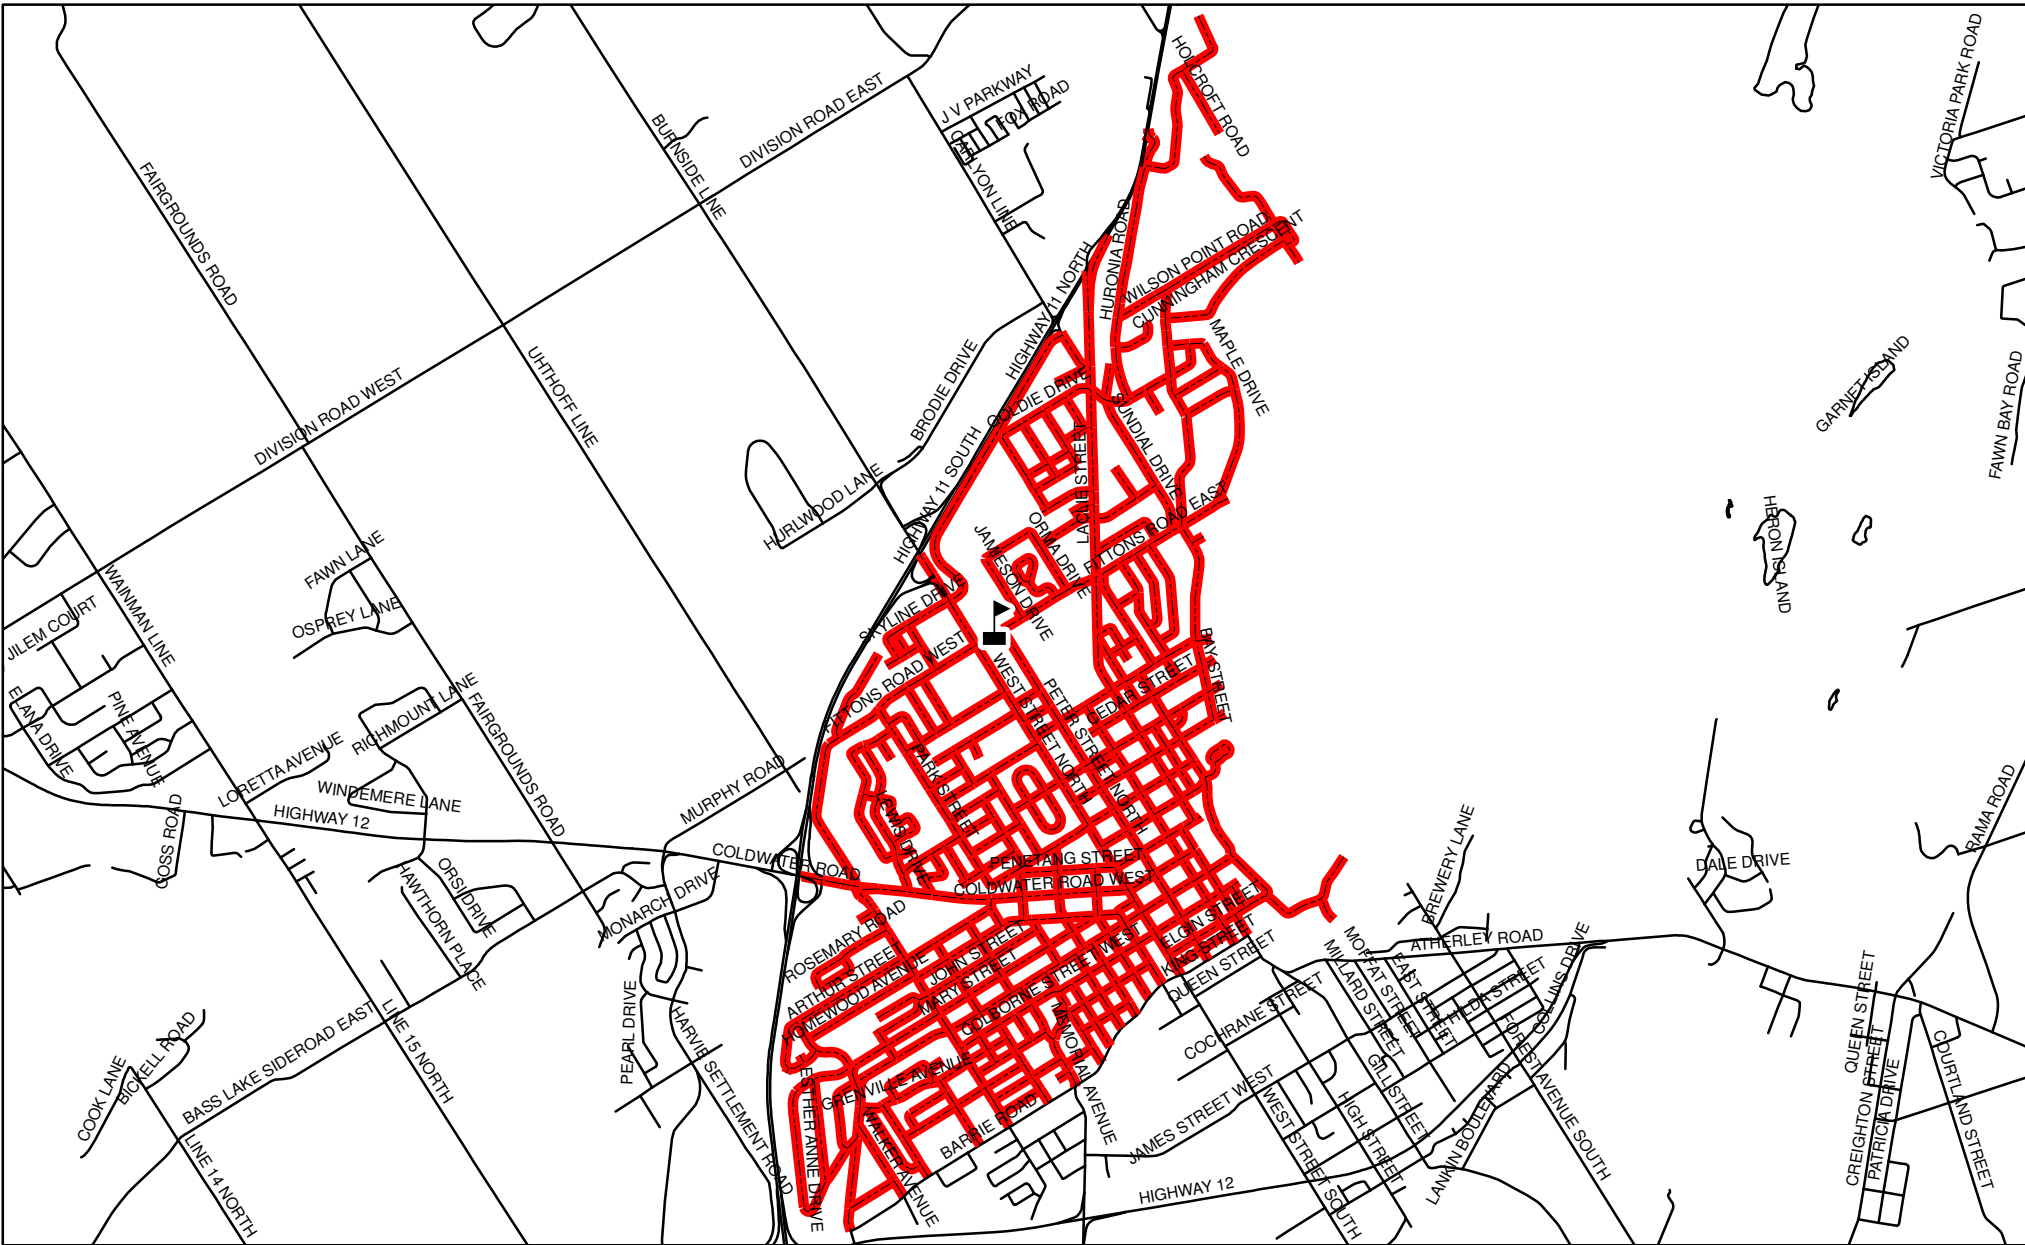 HOLCROFT ROAD
VICTORIA PARK ROAD
J V PARKWAY
FOX ROAD
DIVISION ROAD EAST
BURNSIDE LINE
CARLYON LINE
FAIRGROUNDS ROAD
HURONIA ROAD
WILSON POINT ROAD
CUNNINGHAM CRESCENT
HIGHWAY 11 NORTH
MAPLE DRIVE
GARNET ISLAND
FAWN BAY ROAD
UHTHOFF LINE
BRODIE DRIVE
GOLDIE DRIVE
SUNDIAL DRIVE
DIVISION ROAD WEST
LACLIE STREET
HIGHWAY 11 SOUTH
HURLWOOD LANE
FITTONS ROAD EAST
ORMA DRIVE
JAMIESON DRIVE
HERON ISLAND
FAWN LANE
OSPREY LANE
WAINMAN LINE
JILEM COURT
SKYLINE DRIVE
FITTONS ROAD WEST
WEST STREET NORTH
PETER STREET NORTH
CEDAR STREET
BAY STREET
ELANA DRIVE
PINE AVENUE
RICHMOUNT LANE
FAIRGROUNDS ROAD
LORETTA AVENUE
WINDEMERE LANE
HIGHWAY 12
MURPHY ROAD
PARK STREET
LEWIS DRIVE
COLDWATER ROAD
PENETANG STREET
COLDWATER ROAD WEST
GOSS ROAD
HAWTHORN PLACE
ORSI DRIVE
MONARCH DRIVE
ROSEMARY ROAD
ARTHUR STREET
HOMEWOOD AVENUE
JOHN STREET
MARY STREET
COLBORNE STREET WEST
ELGIN STREET
KING STREET
QUEEN STREET
BREWERY LANE
ATHERLEY ROAD
DALE DRIVE
RAMA ROAD
MILLARD STREET
MOFFAT STREET
EAST STREET
HILDA STREET
COLLINS DRIVE
COCHRANE STREET
MEMORIAL AVENUE
GRENVILLE AVENUE
BARRIE ROAD
WALKER AVENUE
ESTHER ANNE DRIVE
PEARL DRIVE
HARVIE SETTLEMENT ROAD
LINE 15 NORTH
BASS LAKE SIDEROAD EAST
BICKELL ROAD
COOK LANE
LINE 14 NORTH
JAMES STREET WEST
WEST STREET SOUTH
HIGH STREET
GILL STREET
LANKIN BOULEVARD
FOREST AVENUE SOUTH
HIGHWAY 12
QUEEN STREET
CREIGHTON STREET
PATRICIA DRIVE
COURTLAND STREET